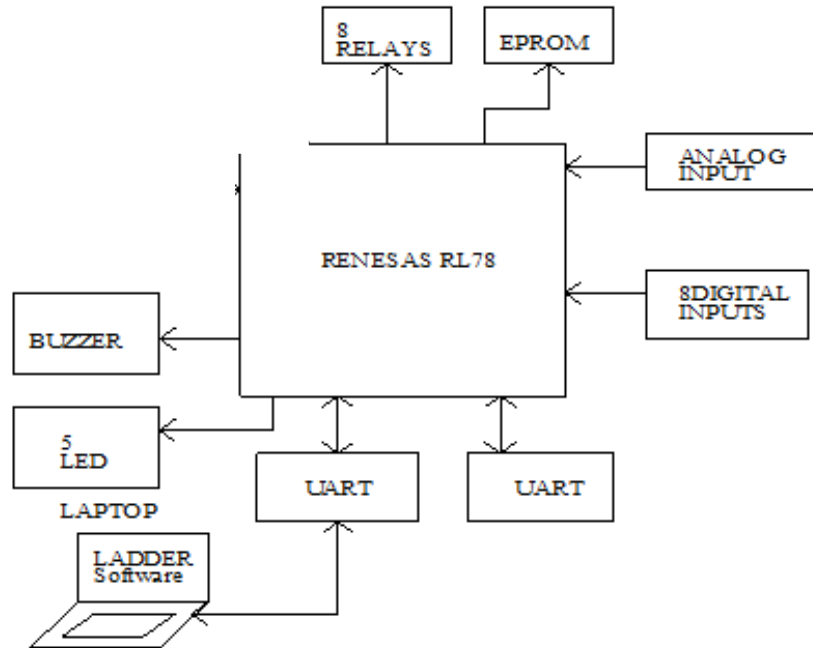 8
RELAYS
EPROM
ANALOG
INPUT
RENESAS RL78
8DIGITAL
INPUTS
BUZZER
5
LED
UART
UART
LAPTOP
LADDER
Software